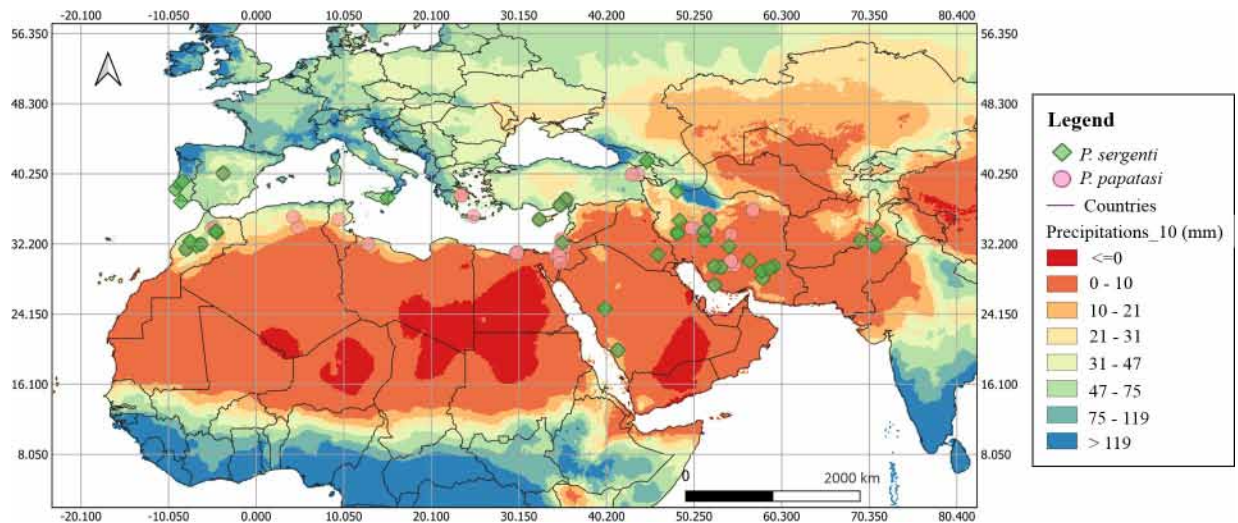 -20.100 -10.050 0.000 10.050 20.100 30.150 40.200 50.250 60.300 70.350 80.400
56.350 56.350
48.300 48.300
40.250 40.250
32.200 32.200
24.150 24.150
16.100 16.100
8.050 8.050
0 2000 km
-20.100 -10.050 0.000 10.050 20.100 30.150 40.200 50.250 60.300 70.350 80.400
Legend
P. sergenti
P. papatasi
Countries
Precipitations_10 (mm)
<=0
0 - 10
10 - 21
21 - 31
31 - 47
47 - 75
75 - 119
> 119